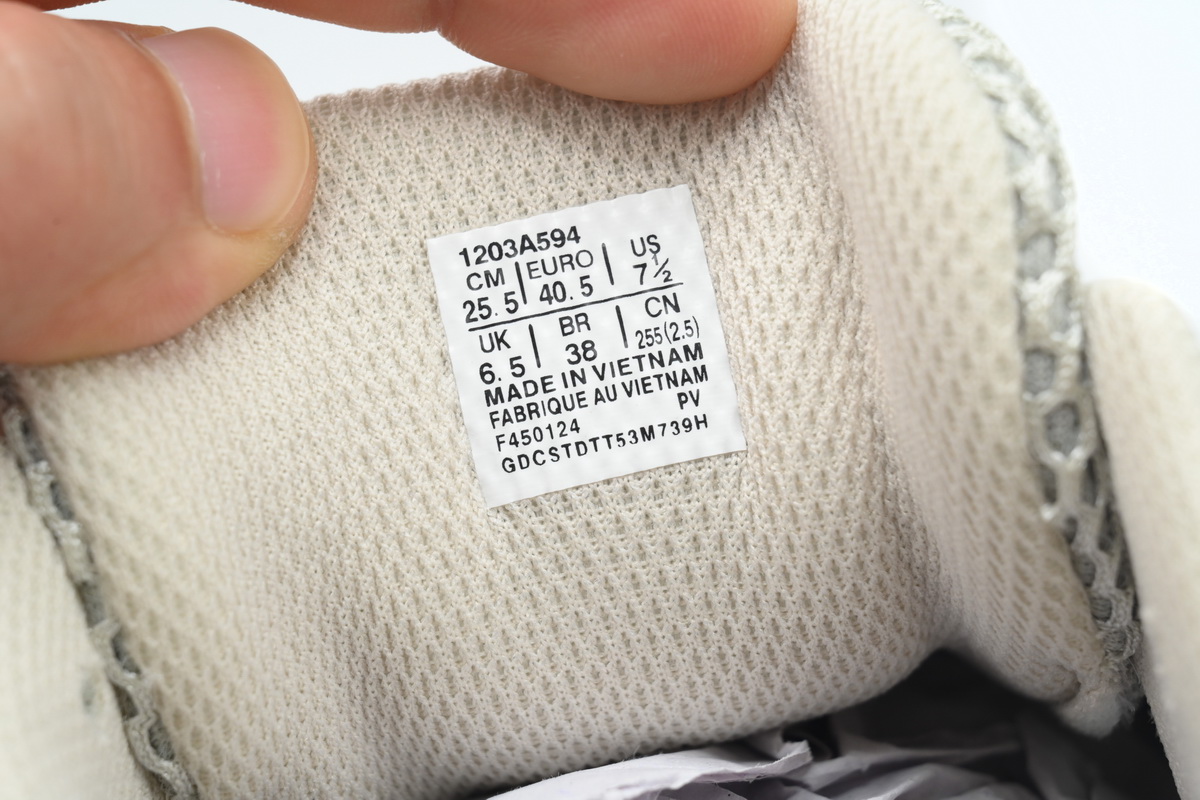 1203A594
CM | EURO | US
25.5 | 40.5 | 7½
UK | BR | CN
6.5 | 38 | 255(2.5)
MADE IN VIETNAM
FABRIQUE AU VIETNAM
F450124 PV
GDCSTDTT53M739H